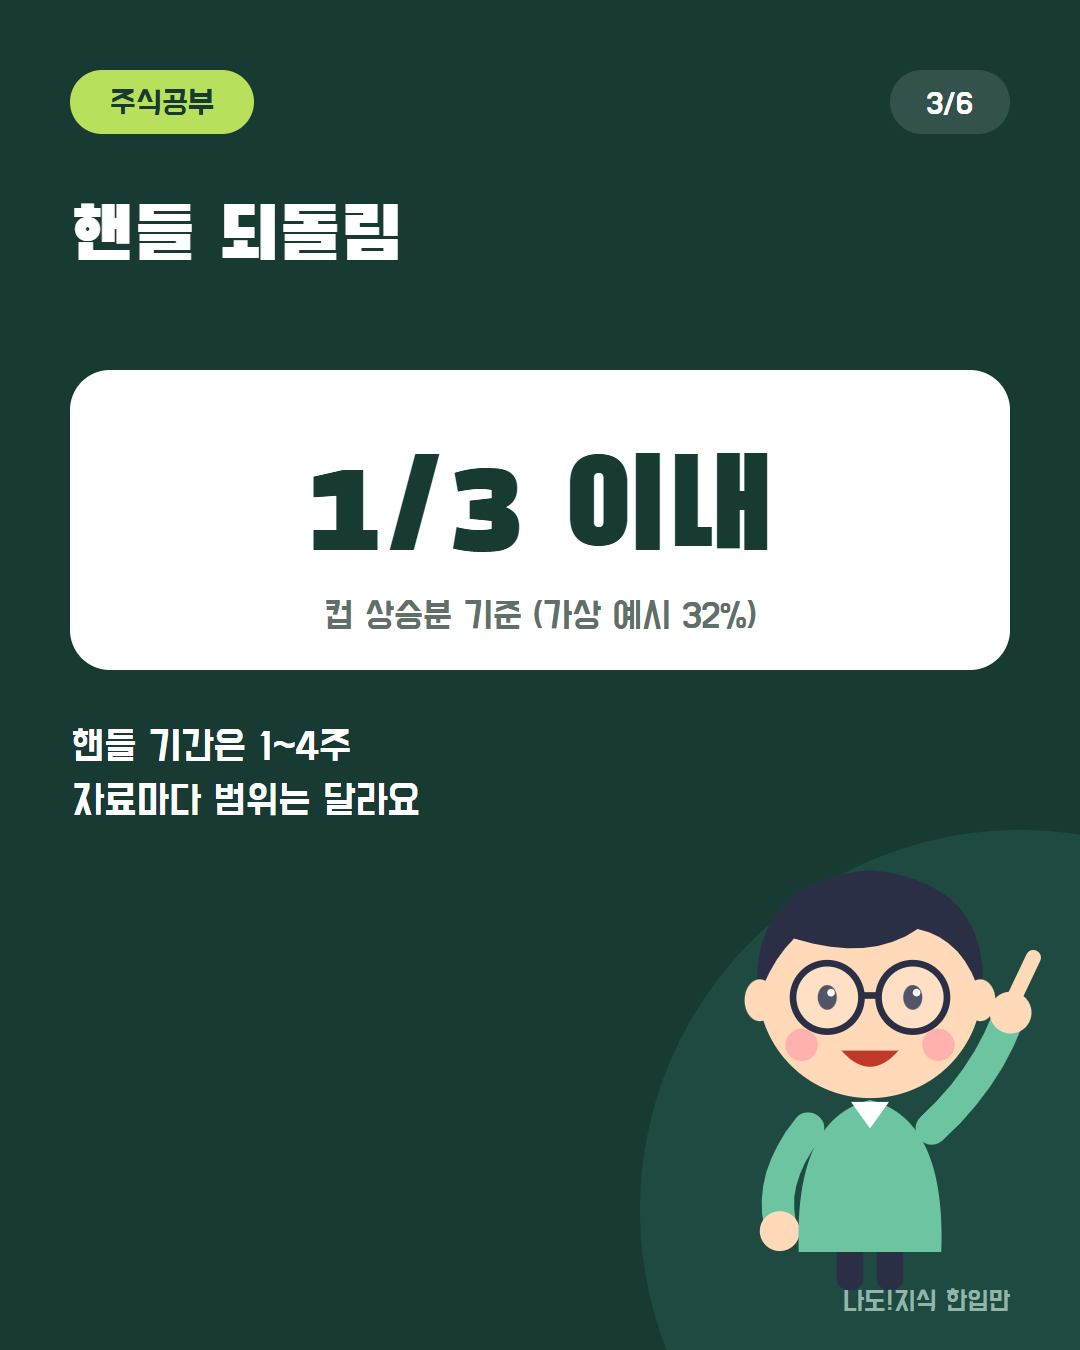 주식공부
3/6
핸들 되돌림
1/3 이내
컵 상승분 기준 (가상 예시 32%)
핸들 기간은 1~4주
자료마다 범위는 달라요
나도!지식 한입만